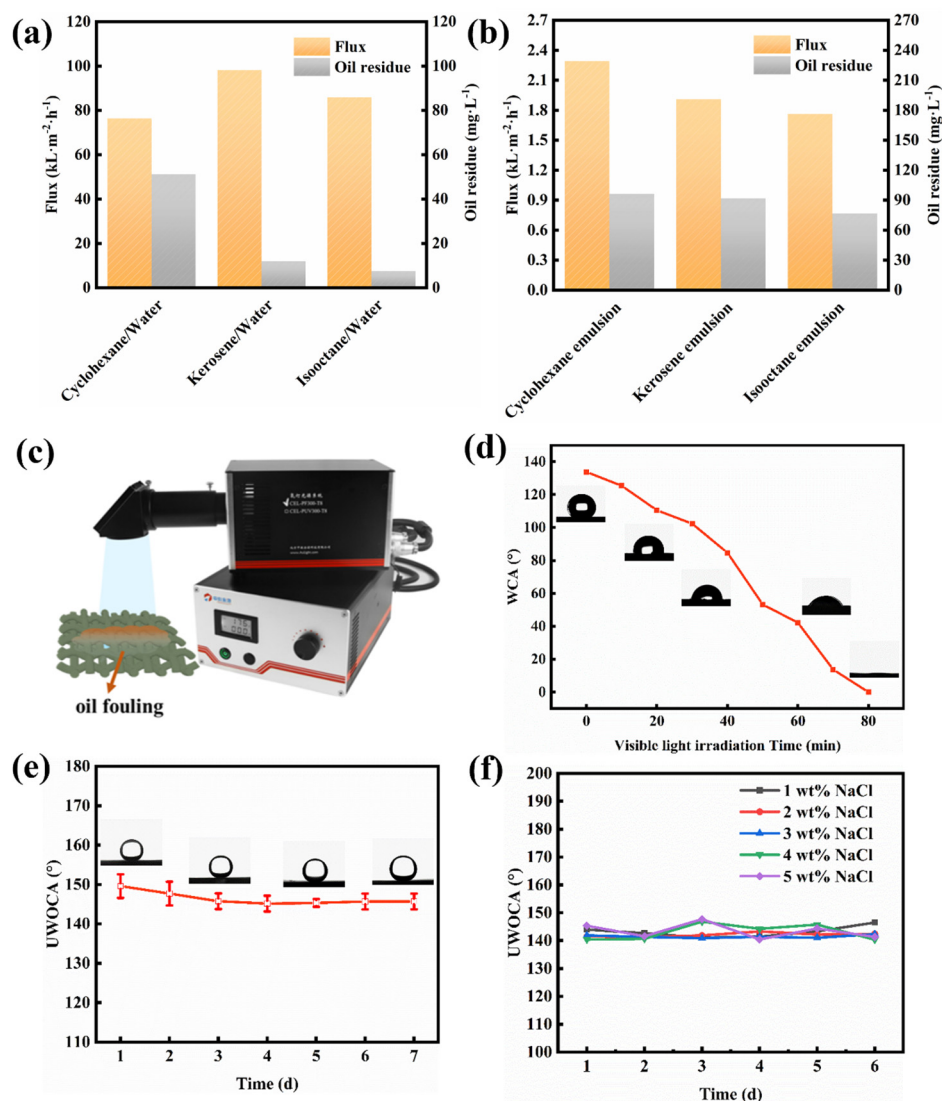 (a)
120
100
80
60
40
20
0
Flux (kL·m⁻²·h⁻¹)
Flux
Oil residue
120
100
80
60
40
20
0
Oil residue (mg·L⁻¹)
Cyclohexane/Water
Kerosene/Water
Isooctane/Water
(b)
2.7
2.4
2.1
1.8
1.5
1.2
0.9
0.6
0.3
0.0
Flux (kL·m⁻²·h⁻¹)
Flux
Oil residue
270
240
210
180
150
120
90
60
30
0
Oil residue (mg·L⁻¹)
Cyclohexane emulsion
Kerosene emulsion
Isooctane emulsion
(c)
CEL-PF300-T8
CEL-PUV300-T8
oil fouling
(d)
140
120
100
80
60
40
20
0
WCA (°)
0 20 40 60 80
Visible light irradiation Time (min)
(e)
180
170
160
150
140
130
120
110
UWOCA (°)
1 2 3 4 5 6 7
Time (d)
(f)
200
190
180
170
160
150
140
130
120
110
100
UWOCA (°)
1 wt% NaCl
2 wt% NaCl
3 wt% NaCl
4 wt% NaCl
5 wt% NaCl
1 2 3 4 5 6
Time (d)